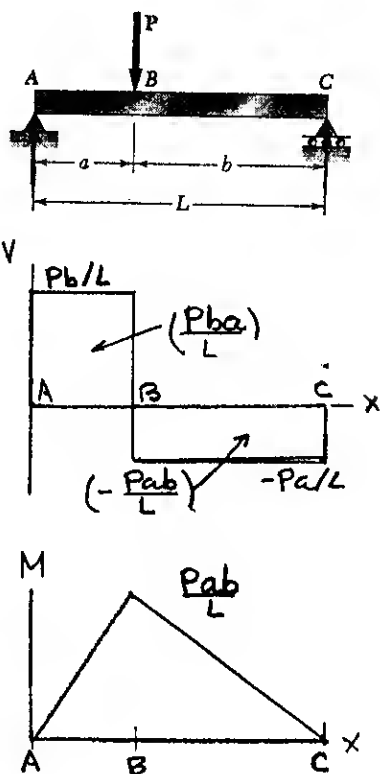 P
A B C
a b
L
V
Pb/L
(Pba/L)
A B C x
(-Pab/L) -Pa/L
M
Pab/L
A B C x